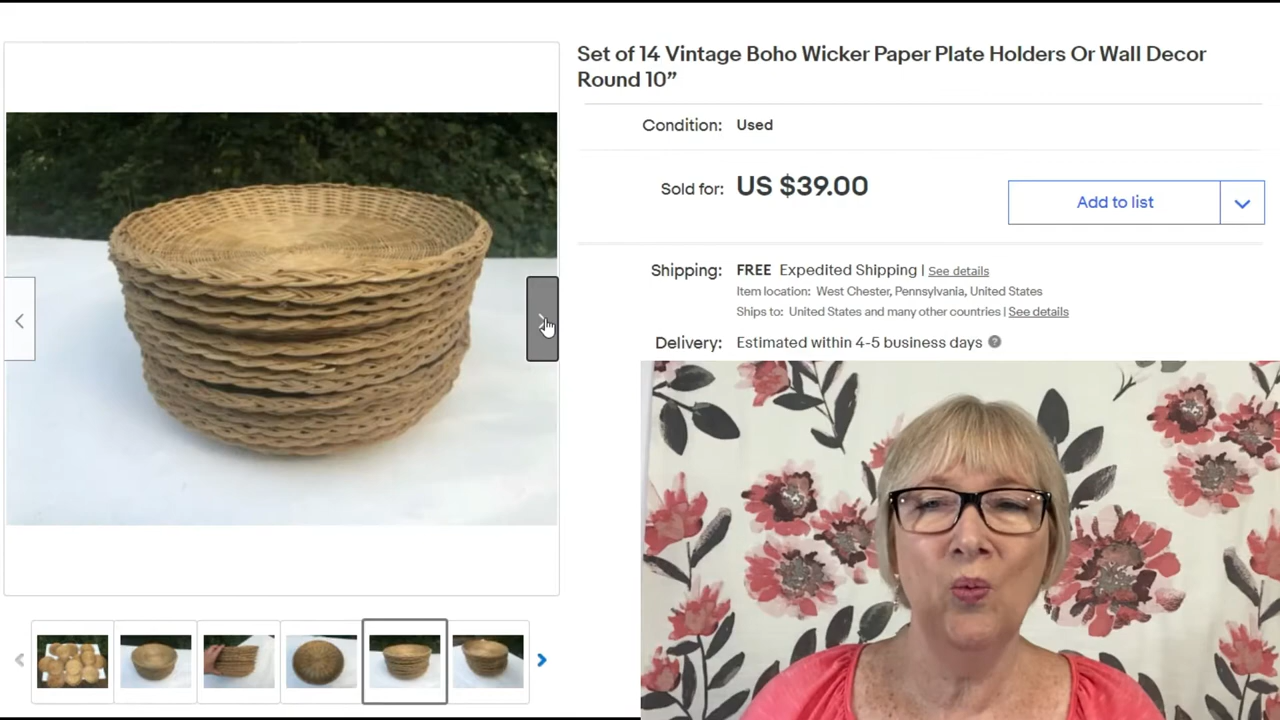 Set of 14 Vintage Boho Wicker Paper Plate Holders Or Wall Decor
Round 10”
Condition: Used
Sold for: US $39.00
Add to list
Shipping: FREE Expedited Shipping | See details
Item location: West Chester, Pennsylvania, United States
Ships to: United States and many other countries | See details
Delivery: Estimated within 4-5 business days ?